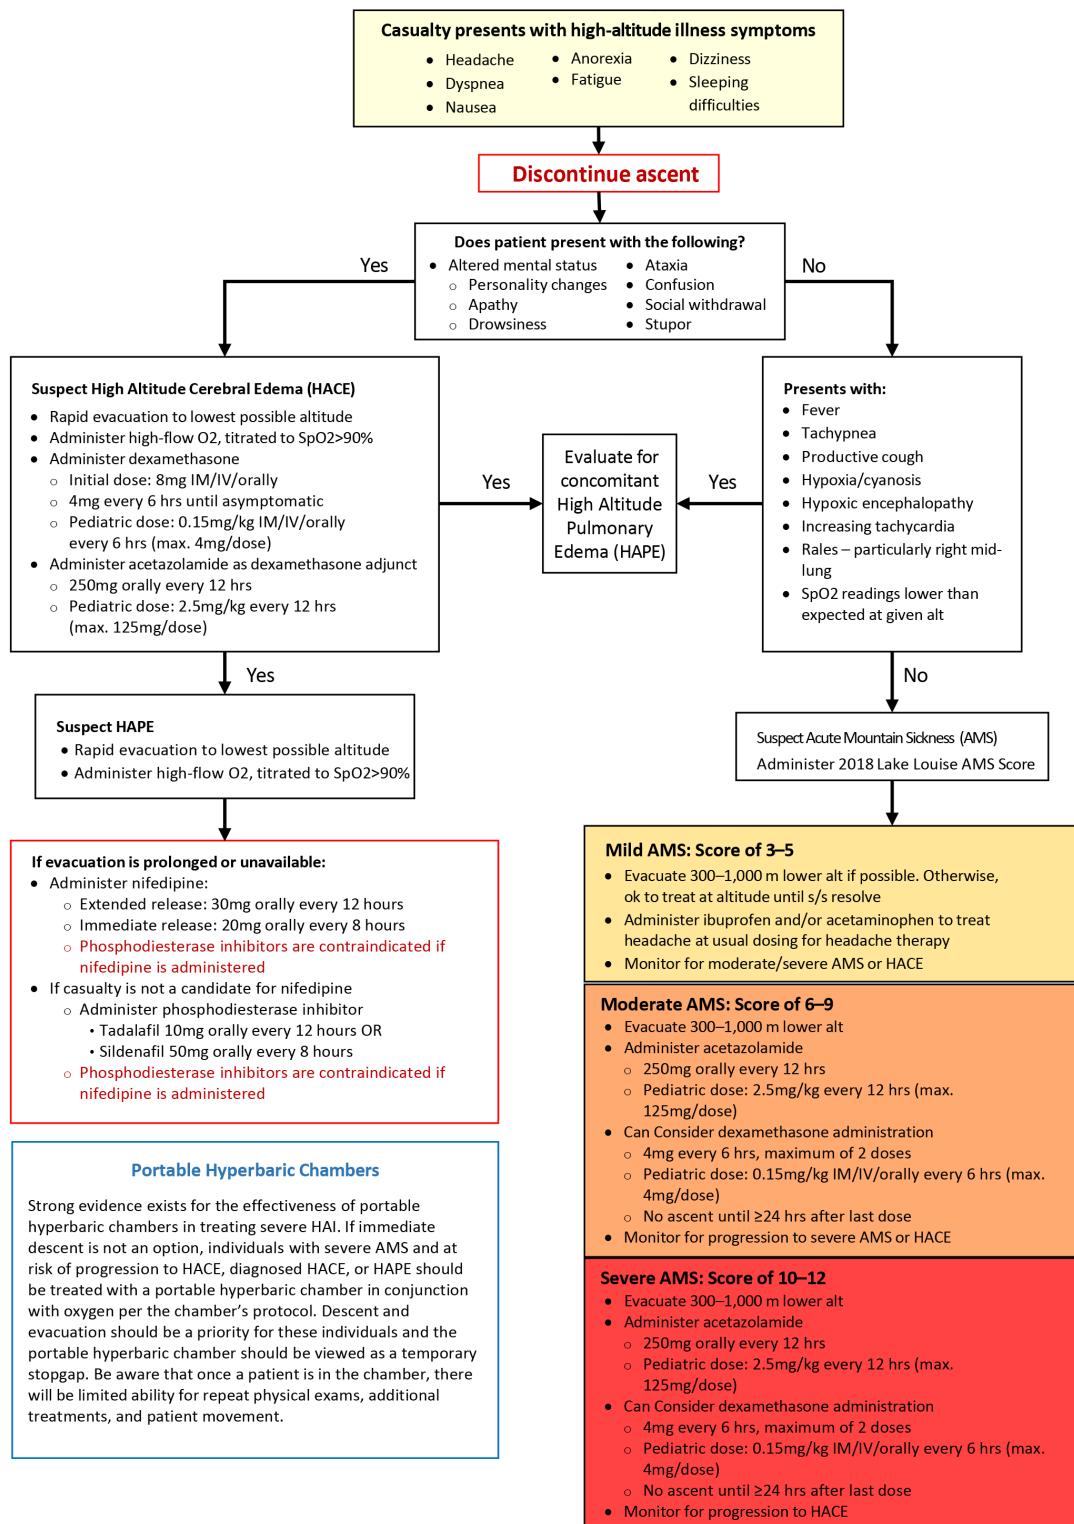 Casualty presents with high-altitude illness symptoms
• Headache
• Dyspnea
• Nausea
• Anorexia
• Fatigue
• Dizziness
• Sleeping
difficulties
Discontinue ascent
Does patient present with the following?
• Altered mental status
o Personality changes
o Apathy
o Drowsiness
• Ataxia
• Confusion
• Social withdrawal
• Stupor
Yes
No
Suspect High Altitude Cerebral Edema (HACE)
• Rapid evacuation to lowest possible altitude
• Administer high-flow O2, titrated to SpO2>90%
• Administer dexamethasone
o Initial dose: 8mg IM/IV/orally
o 4mg every 6 hrs until asymptomatic
o Pediatric dose: 0.15mg/kg IM/IV/orally
every 6 hrs (max. 4mg/dose)
• Administer acetazolamide as dexamethasone adjunct
o 250mg orally every 12 hrs
o Pediatric dose: 2.5mg/kg every 12 hrs
(max. 125mg/dose)
Yes
Evaluate for
concomitant
High Altitude
Pulmonary
Edema (HAPE)
Yes
Presents with:
• Fever
• Tachypnea
• Productive cough
• Hypoxia/cyanosis
• Hypoxic encephalopathy
• Increasing tachycardia
• Rales – particularly right mid-
lung
• SpO2 readings lower than
expected at given alt
Yes
No
Suspect HAPE
• Rapid evacuation to lowest possible altitude
• Administer high-flow O2, titrated to SpO2>90%
Suspect Acute Mountain Sickness (AMS)
Administer 2018 Lake Louise AMS Score
If evacuation is prolonged or unavailable:
• Administer nifedipine:
o Extended release: 30mg orally every 12 hours
o Immediate release: 20mg orally every 8 hours
o Phosphodiesterase inhibitors are contraindicated if
nifedipine is administered
• If casualty is not a candidate for nifedipine
o Administer phosphodiesterase inhibitor
• Tadalafil 10mg orally every 12 hours OR
• Sildenafil 50mg orally every 8 hours
o Phosphodiesterase inhibitors are contraindicated if
nifedipine is administered
Portable Hyperbaric Chambers
Strong evidence exists for the effectiveness of portable
hyperbaric chambers in treating severe HAI. If immediate
descent is not an option, individuals with severe AMS and at
risk of progression to HACE, diagnosed HACE, or HAPE should
be treated with a portable hyperbaric chamber in conjunction
with oxygen per the chamber’s protocol. Descent and
evacuation should be a priority for these individuals and the
portable hyperbaric chamber should be viewed as a temporary
stopgap. Be aware that once a patient is in the chamber, there
will be limited ability for repeat physical exams, additional
treatments, and patient movement.
Mild AMS: Score of 3–5
• Evacuate 300–1,000 m lower alt if possible. Otherwise,
ok to treat at altitude until s/s resolve
• Administer ibuprofen and/or acetaminophen to treat
headache at usual dosing for headache therapy
• Monitor for moderate/severe AMS or HACE
Moderate AMS: Score of 6–9
• Evacuate 300–1,000 m lower alt
• Administer acetazolamide
o 250mg orally every 12 hrs
o Pediatric dose: 2.5mg/kg every 12 hrs (max.
125mg/dose)
• Can Consider dexamethasone administration
o 4mg every 6 hrs, maximum of 2 doses
o Pediatric dose: 0.15mg/kg IM/IV/orally every 6 hrs (max.
4mg/dose)
o No ascent until ≥24 hrs after last dose
• Monitor for progression to severe AMS or HACE
Severe AMS: Score of 10–12
• Evacuate 300–1,000 m lower alt
• Administer acetazolamide
o 250mg orally every 12 hrs
o Pediatric dose: 2.5mg/kg every 12 hrs (max.
125mg/dose)
• Can Consider dexamethasone administration
o 4mg every 6 hrs, maximum of 2 doses
o Pediatric dose: 0.15mg/kg IM/IV/orally every 6 hrs (max.
4mg/dose)
o No ascent until ≥24 hrs after last dose
• Monitor for progression to HACE